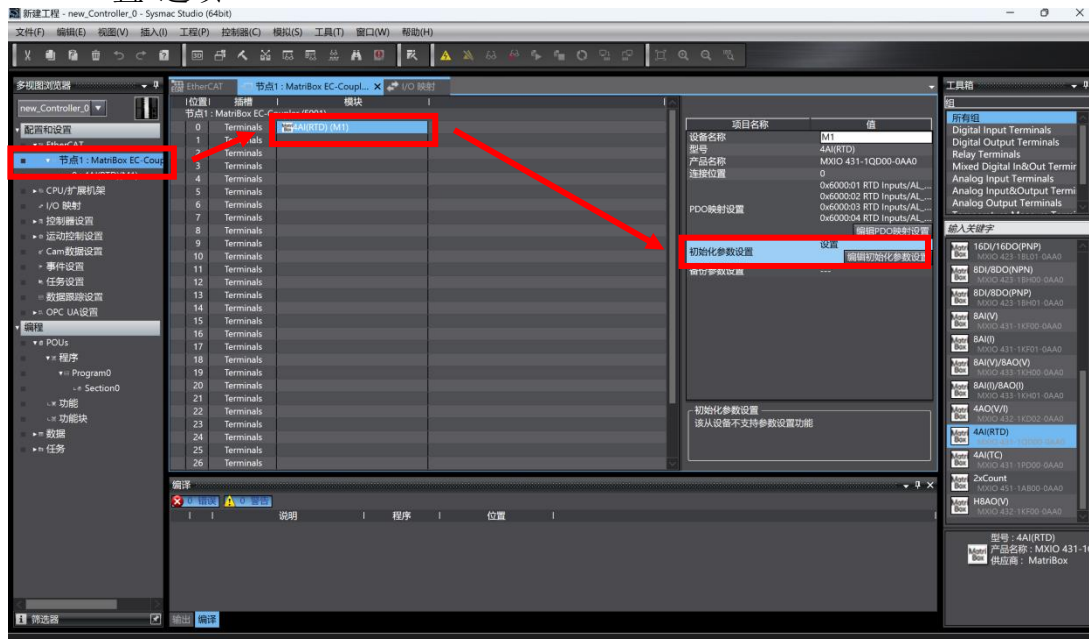 新建工程 - new_Controller_0 - Sysmac Studio (64bit)
文件(F) 编辑(E) 视图(V) 插入(I) 工程(P) 控制器(C) 模拟(S) 工具(T) 窗口(W) 帮助(H)
多视图浏览器
new_Controller_0
配置和设置
EtherCAT
节点1 : MatriBox EC-Coup
CPU/扩展机架
I/O 映射
控制器设置
运动控制设置
Cam数据设置
事件设置
任务设置
数据跟踪设置
OPC UA设置
编程
POUs
程序
Program0
Section0
功能
功能块
数据
任务
筛选器
EtherCAT 节点1 : MatriBox EC-Coupl... I/O 映射
位置 插槽 模块
节点1 : MatriBox EC-Coupler (E001)
0 Terminals 4AI(RTD) (M1)
1 Terminals
2 Terminals
3 Terminals
4 Terminals
5 Terminals
6 Terminals
7 Terminals
8 Terminals
9 Terminals
10 Terminals
11 Terminals
12 Terminals
13 Terminals
14 Terminals
15 Terminals
16 Terminals
17 Terminals
18 Terminals
19 Terminals
20 Terminals
21 Terminals
22 Terminals
23 Terminals
24 Terminals
25 Terminals
26 Terminals
项目名称 值
设备名称 M1
型号 4AI(RTD)
产品名称 MXIO 431-1QD00-0AA0
连接位置 0
PDO映射设置
0x6000:01 RTD Inputs/AL_...
0x6000:02 RTD Inputs/AL_...
0x6000:03 RTD Inputs/AL_...
0x6000:04 RTD Inputs/AL_...
编辑PDO映射设置
初始化参数设置 设置
编辑初始化参数设置
备份参数设置 ---
初始化参数设置
该从设备不支持参数设置功能
编译
0 错误 0 警告
说明 程序 位置
输出 编译
工具箱
组
所有组
Digital Input Terminals
Digital Output Terminals
Relay Terminals
Mixed Digital In&Out Termir
Analog Input Terminals
Analog Input&Output Termi
Analog Output Terminals
输入关键字
16DI/16DO(PNP)
MXIO 423-1BL01-0AA0
8DI/8DO(NPN)
MXIO 423-1BH00-0AA0
8DI/8DO(PNP)
MXIO 423-1BH01-0AA0
8AI(V)
MXIO 431-1KF00-0AA0
8AI(I)
MXIO 431-1KF01-0AA0
8AI(V)/8AO(V)
MXIO 433-1KH00-0AA0
8AI(I)/8AO(I)
MXIO 433-1KH01-0AA0
4AO(V/I)
MXIO 432-1KD02-0AA0
4AI(RTD)
4AI(TC)
MXIO 431-1PD00-0AA0
2xCount
MXIO 451-1AB00-0AA0
H8AO(V)
MXIO 432-1KF00-0AA0
型号 : 4AI(RTD)
产品名称 : MXIO 431-1
供应商 : MatriBox